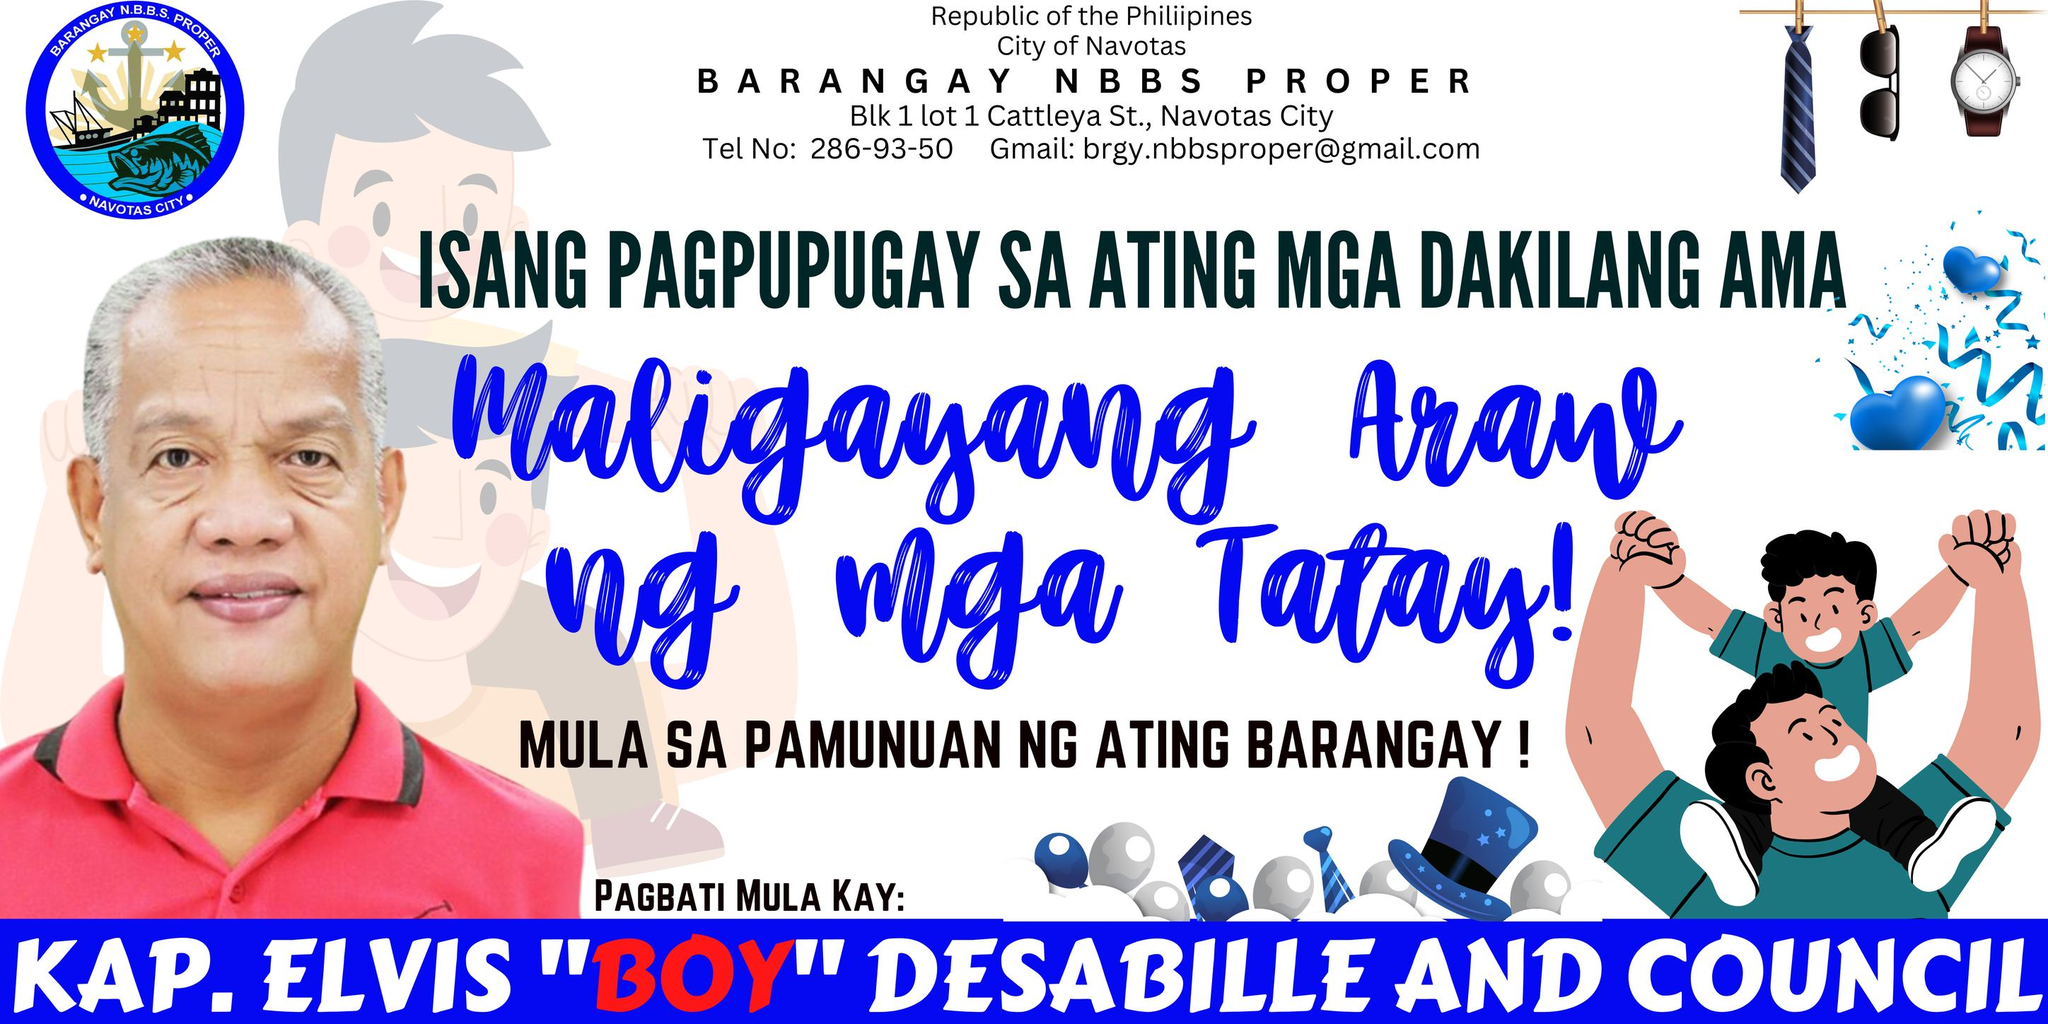 BARANGAY N.B.B.S. PROPER
NAVOTAS CITY
Republic of the Philiipines
City of Navotas
BARANGAY NBBS PROPER
Blk 1 lot 1 Cattleya St., Navotas City
Tel No: 286-93-50 Gmail: brgy.nbbsproper@gmail.com
ISANG PAGPUPUGAY SA ATING MGA DAKILANG AMA
Maligayang Araw
ng mga Tatay!
MULA SA PAMUNUAN NG ATING BARANGAY !
PAGBATI MULA KAY:
KAP. ELVIS "BOY" DESABILLE AND COUNCIL